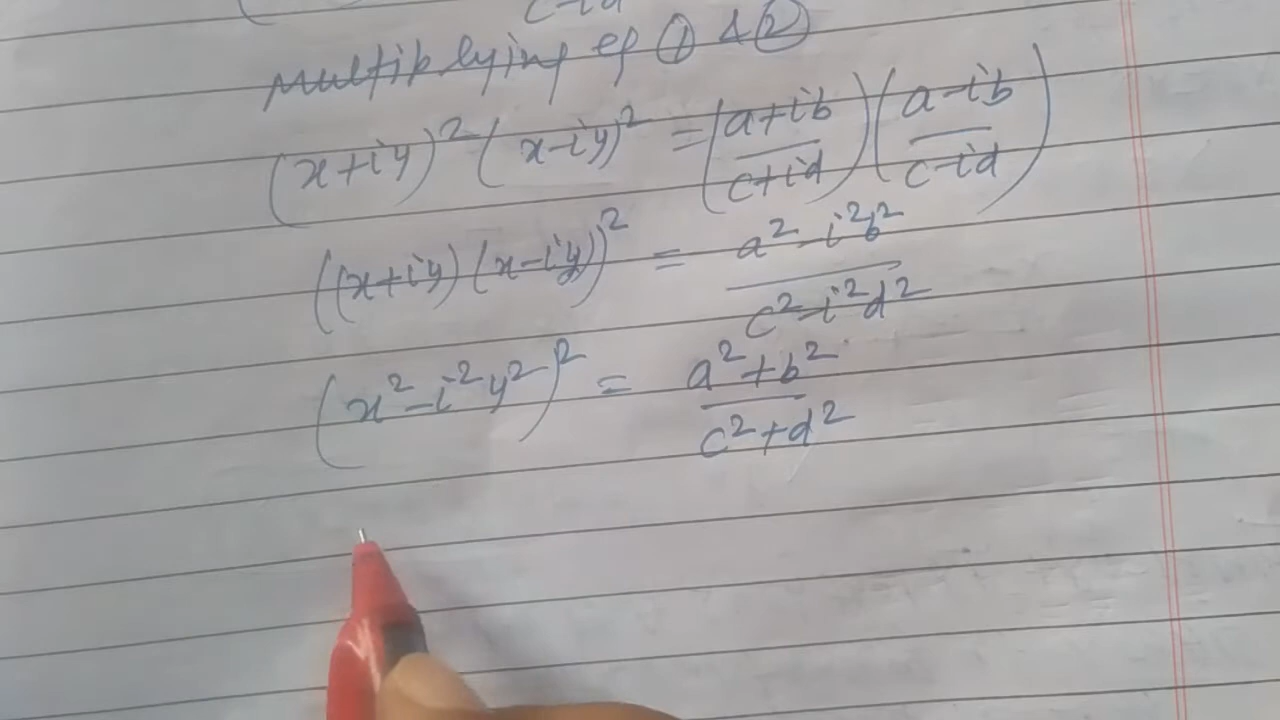 c-id
Multiplying eq ① & ②
(x+iy)²(x-iy)² = (a+ib/c+id)(a-ib/c-id)
((x+iy)(x-iy))² = a²-i²b²/c²-i²d²
(x²-i²y²)² = a²+b²/c²+d²